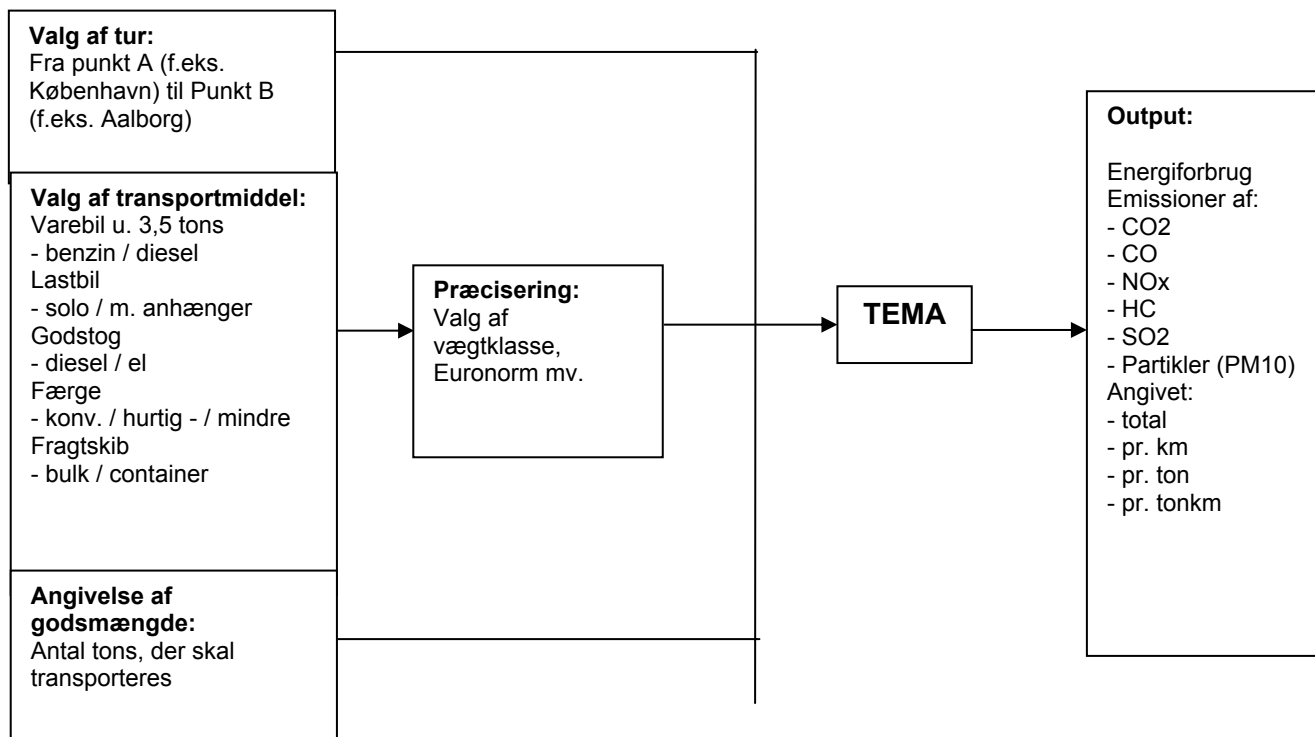 Valg af tur:
Fra punkt A (f.eks.
København) til Punkt B
(f.eks. Aalborg)
Valg af transportmiddel:
Varebil u. 3,5 tons
- benzin / diesel
Lastbil
- solo / m. anhænger
Godstog
- diesel / el
Færge
- konv. / hurtig - / mindre
Fragtskib
- bulk / container
Angivelse af
godsmængde:
Antal tons, der skal
transporteres
Præcisering:
Valg af
vægtklasse,
Euronorm mv.
TEMA
Output:
Energiforbrug
Emissioner af:
- CO2
- CO
- NOx
- HC
- SO2
- Partikler (PM10)
Angivet:
- total
- pr. km
- pr. ton
- pr. tonkm